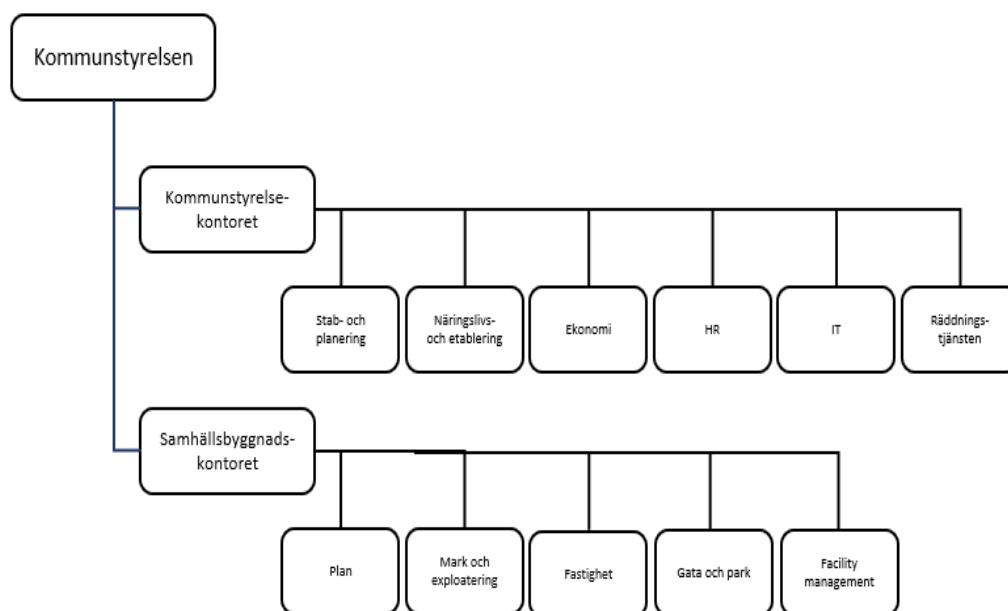 Kommunstyrelsen
Kommunstyrelse-
kontoret
Stab- och
planering
Näringslivs-
och etablering
Ekonomi
HR
IT
Räddnings-
tjänsten
Samhällsbyggnads-
kontoret
Plan
Mark och
exploatering
Fastighet
Gata och park
Facility
management